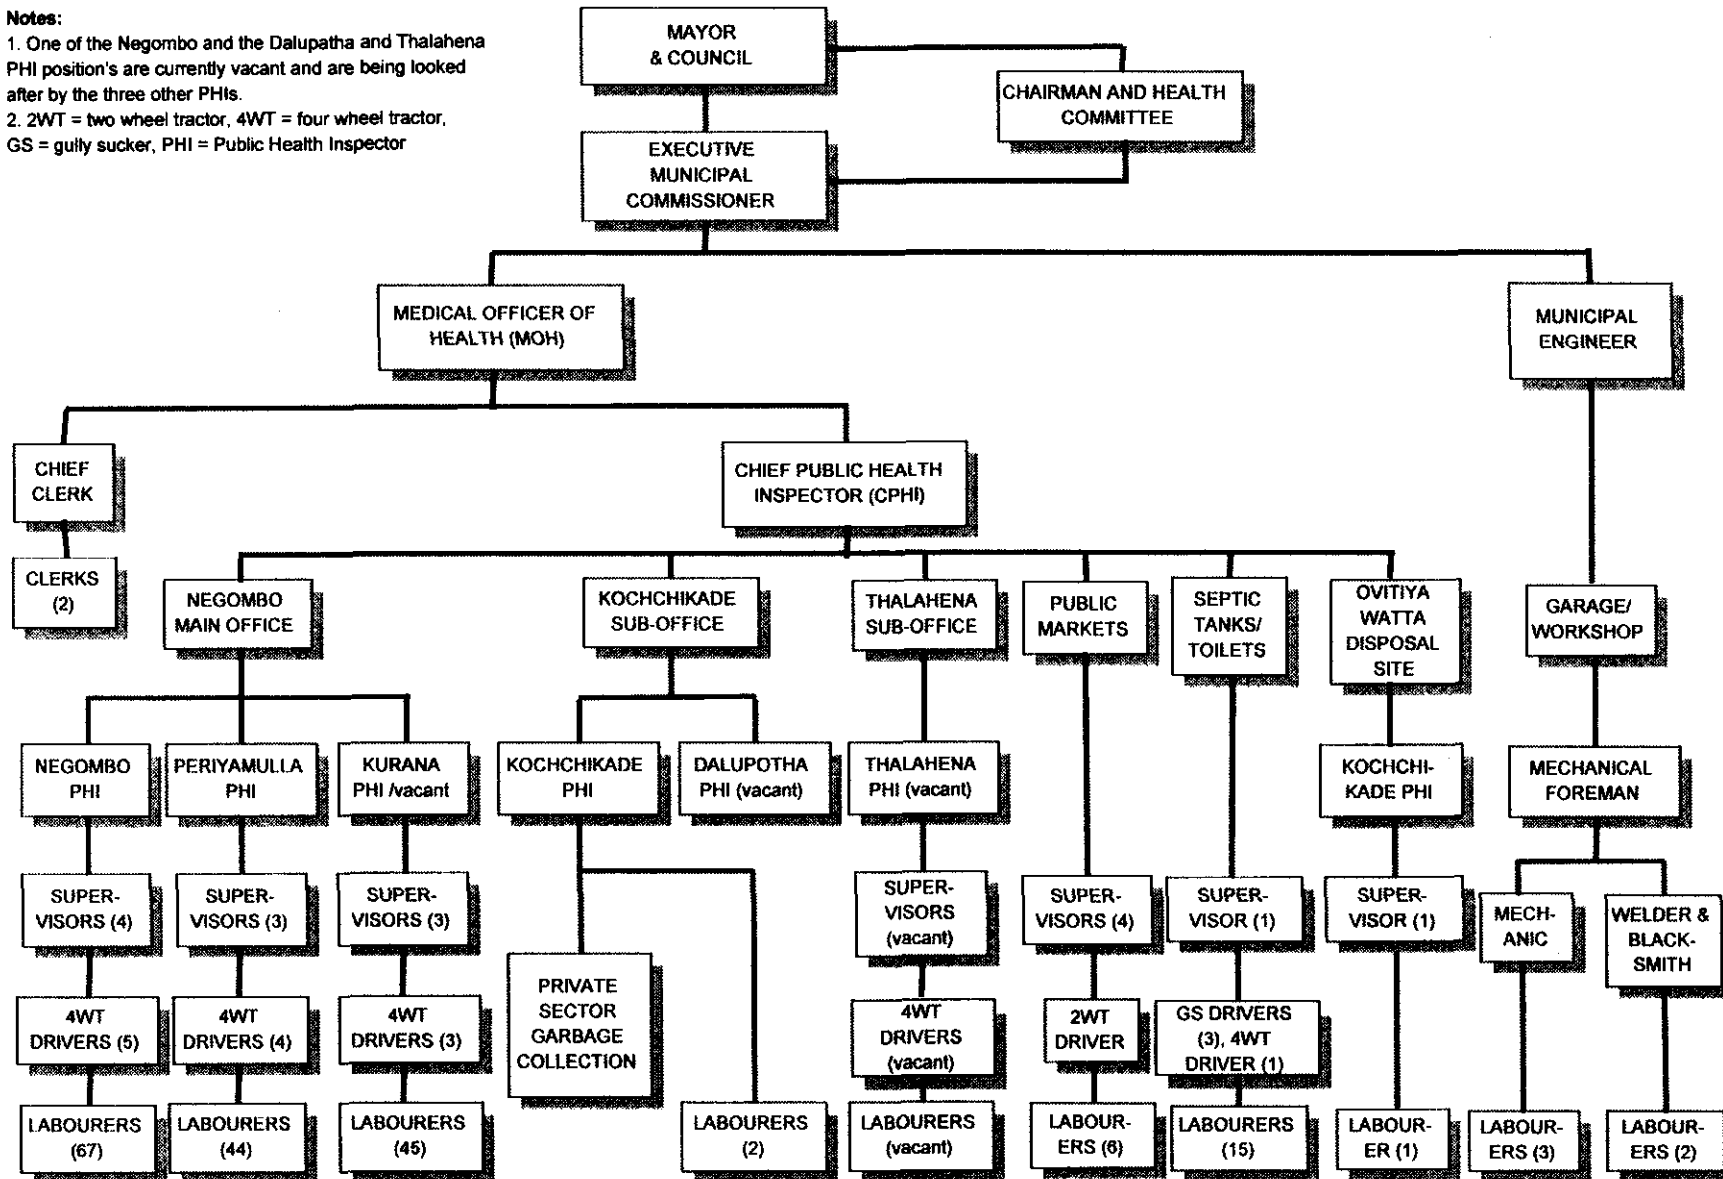 Notes:
1. One of the Negombo and the Dalupatha and Thalahena
PHI position's are currently vacant and are being looked
after by the three other PHIs.
2. 2WT = two wheel tractor, 4WT = four wheel tractor,
GS = gully sucker, PHI = Public Health Inspector
MAYOR
& COUNCIL
CHAIRMAN AND HEALTH
COMMITTEE
EXECUTIVE
MUNICIPAL
COMMISSIONER
MEDICAL OFFICER OF
HEALTH (MOH)
MUNICIPAL
ENGINEER
CHIEF
CLERK
CHIEF PUBLIC HEALTH
INSPECTOR (CPHI)
CLERKS
(2)
NEGOMBO
MAIN OFFICE
KOCHCHIKADE
SUB-OFFICE
THALAHENA
SUB-OFFICE
PUBLIC
MARKETS
SEPTIC
TANKS/
TOILETS
OVITIYA
WATTA
DISPOSAL
SITE
GARAGE/
WORKSHOP
NEGOMBO
PHI
PERIYAMULLA
PHI
KURANA
PHI /vacant
KOCHCHIKADE
PHI
DALUPOTHA
PHI (vacant)
THALAHENA
PHI (vacant)
KOCHCHI-
KADE PHI
MECHANICAL
FOREMAN
SUPER-
VISORS (4)
SUPER-
VISORS (3)
SUPER-
VISORS (3)
SUPER-
VISORS
(vacant)
SUPER-
VISORS (4)
SUPER-
VISOR (1)
SUPER-
VISOR (1)
MECH-
ANIC
WELDER &
BLACK-
SMITH
4WT
DRIVERS (5)
4WT
DRIVERS (4)
4WT
DRIVERS (3)
PRIVATE
SECTOR
GARBAGE
COLLECTION
4WT
DRIVERS
(vacant)
2WT
DRIVER
GS DRIVERS
(3), 4WT
DRIVER (1)
LABOURERS
(67)
LABOURERS
(44)
LABOURERS
(45)
LABOURERS
(2)
LABOURERS
(vacant)
LABOUR-
ERS (6)
LABOURERS
(15)
LABOUR-
ER (1)
LABOUR-
ERS (3)
LABOUR-
ERS (2)